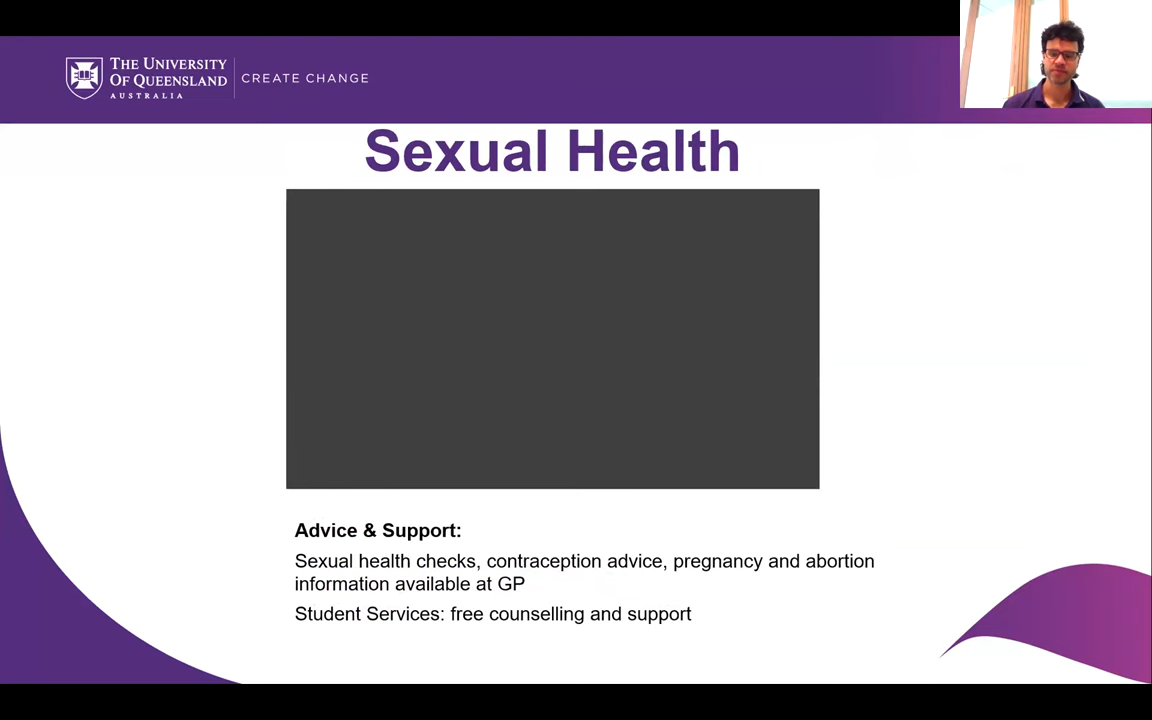 THE UNIVERSITY
OF QUEENSLAND
AUSTRALIA
CREATE CHANGE
Sexual Health
Advice & Support:
Sexual health checks, contraception advice, pregnancy and abortion
information available at GP
Student Services: free counselling and support